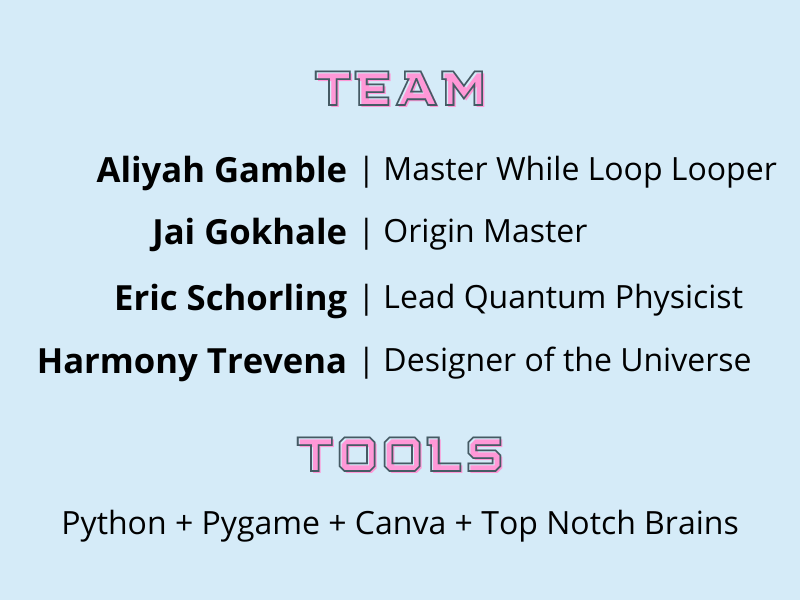 TEAM
Aliyah Gamble | Master While Loop Looper
Jai Gokhale | Origin Master
Eric Schorling | Lead Quantum Physicist
Harmony Trevena | Designer of the Universe
TOOLS
Python + Pygame + Canva + Top Notch Brains